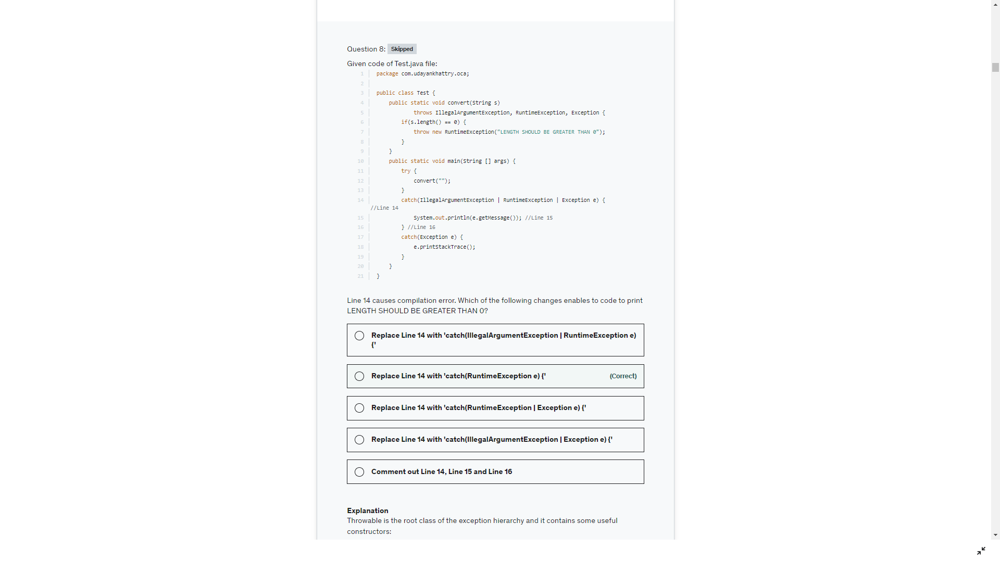 Question 8: Skipped
Given code of Test.java file:
1 package com.udayankhattry.oca;
2
3 public class Test {
4 public static void convert(String s)
5 throws IllegalArgumentException, RuntimeException, Exception {
6 if(s.length() == 0) {
7 throw new RuntimeException("LENGTH SHOULD BE GREATER THAN 0");
8 }
9 }
10 public static void main(String [] args) {
11 try {
12 convert("");
13 }
14 catch(IllegalArgumentException | RuntimeException | Exception e) {
//Line 14
15 System.out.println(e.getMessage()); //Line 15
16 } //Line 16
17 catch(Exception e) {
18 e.printStackTrace();
19 }
20 }
21 }
Line 14 causes compilation error. Which of the following changes enables to code to print
LENGTH SHOULD BE GREATER THAN 0?
Replace Line 14 with 'catch(IllegalArgumentException | RuntimeException e)
{'
Replace Line 14 with 'catch(RuntimeException e) {' (Correct)
Replace Line 14 with 'catch(RuntimeException | Exception e) {'
Replace Line 14 with 'catch(IllegalArgumentException | Exception e) {'
Comment out Line 14, Line 15 and Line 16
Explanation
Throwable is the root class of the exception hierarchy and it contains some useful
constructors: